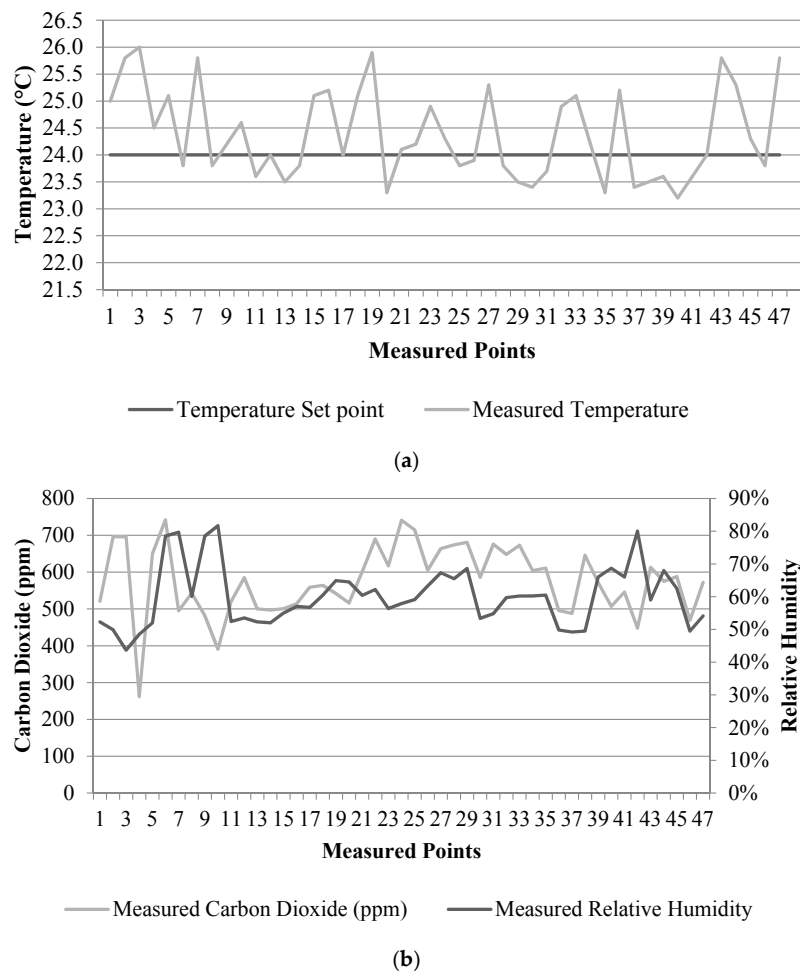 26.5
26.0
25.5
25.0
24.5
24.0
23.5
23.0
22.5
22.0
21.5
Temperature (°C)
1 3 5 7 9 11 13 15 17 19 21 23 25 27 29 31 33 35 37 39 41 43 45 47
Measured Points
Temperature Set point Measured Temperature
(a)
800 90%
700 80%
600 70%
500 60%
400 50%
300 40%
200 30%
100 20%
0 10%
0%
Carbon Dioxide (ppm)
Relative Humidity
1 3 5 7 9 11 13 15 17 19 21 23 25 27 29 31 33 35 37 39 41 43 45 47
Measured Points
Measured Carbon Dioxide (ppm) Measured Relative Humidity
(b)